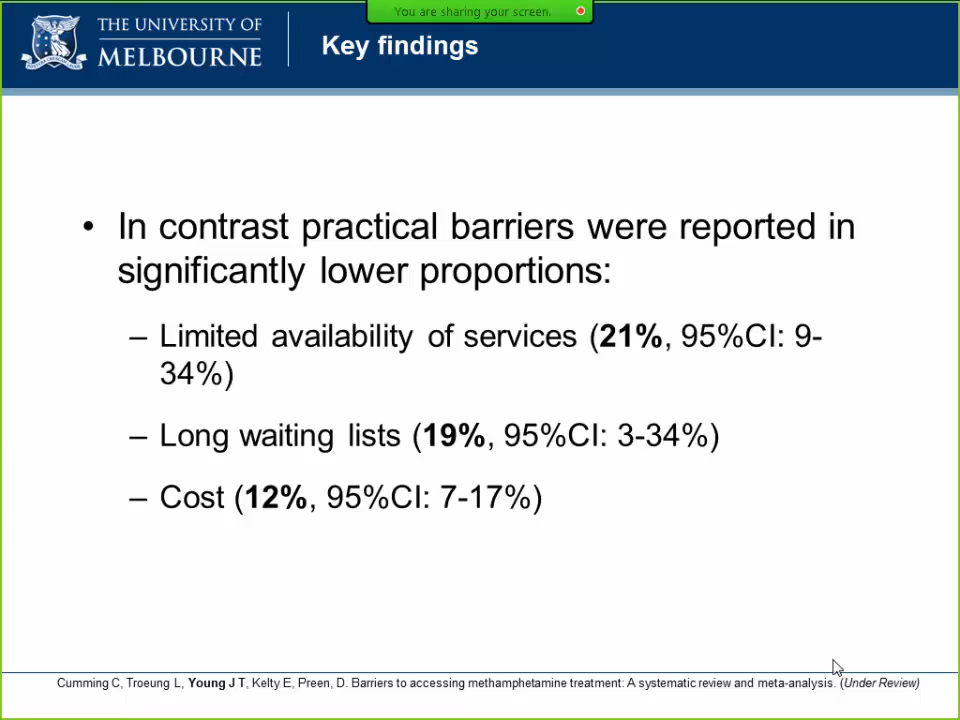 You are sharing your screen.
THE UNIVERSITY OF
MELBOURNE
Key findings
• In contrast practical barriers were reported in
significantly lower proportions:
– Limited availability of services (21%, 95%CI: 9-
34%)
– Long waiting lists (19%, 95%CI: 3-34%)
– Cost (12%, 95%CI: 7-17%)
Cumming C, Troeung L, Young J T, Kelty E, Preen, D. Barriers to accessing methamphetamine treatment: A systematic review and meta-analysis. (Under Review)